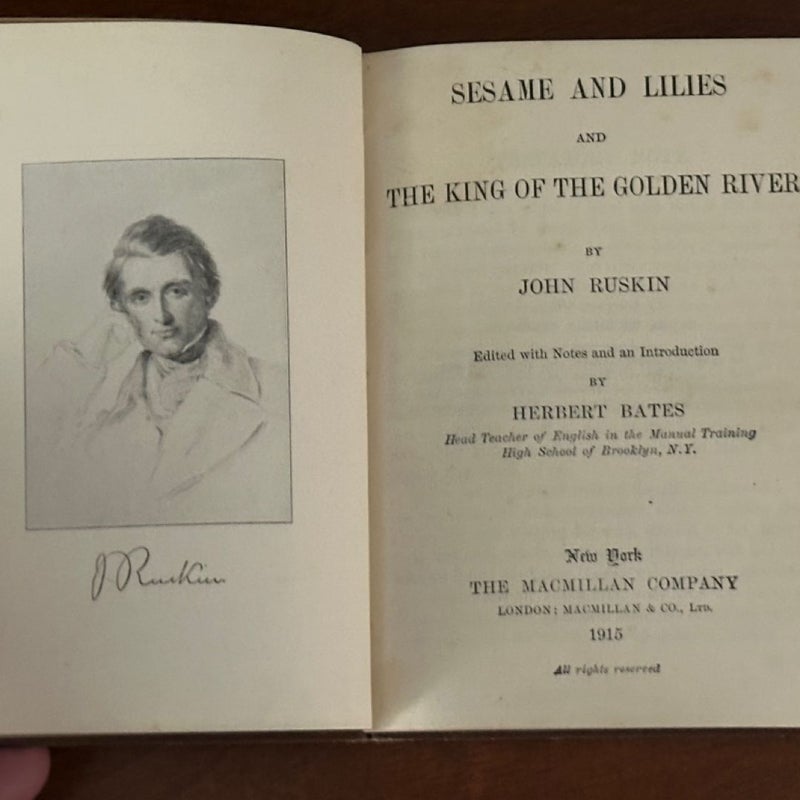 J Ruskin
SESAME AND LILIES
AND
THE KING OF THE GOLDEN RIVER
BY
JOHN RUSKIN
Edited with Notes and an Introduction
BY
HERBERT BATES
Head Teacher of English in the Manual Training
High School of Brooklyn, N.Y.
New York
THE MACMILLAN COMPANY
LONDON: MACMILLAN & CO., LTD.
1915
All rights reserved